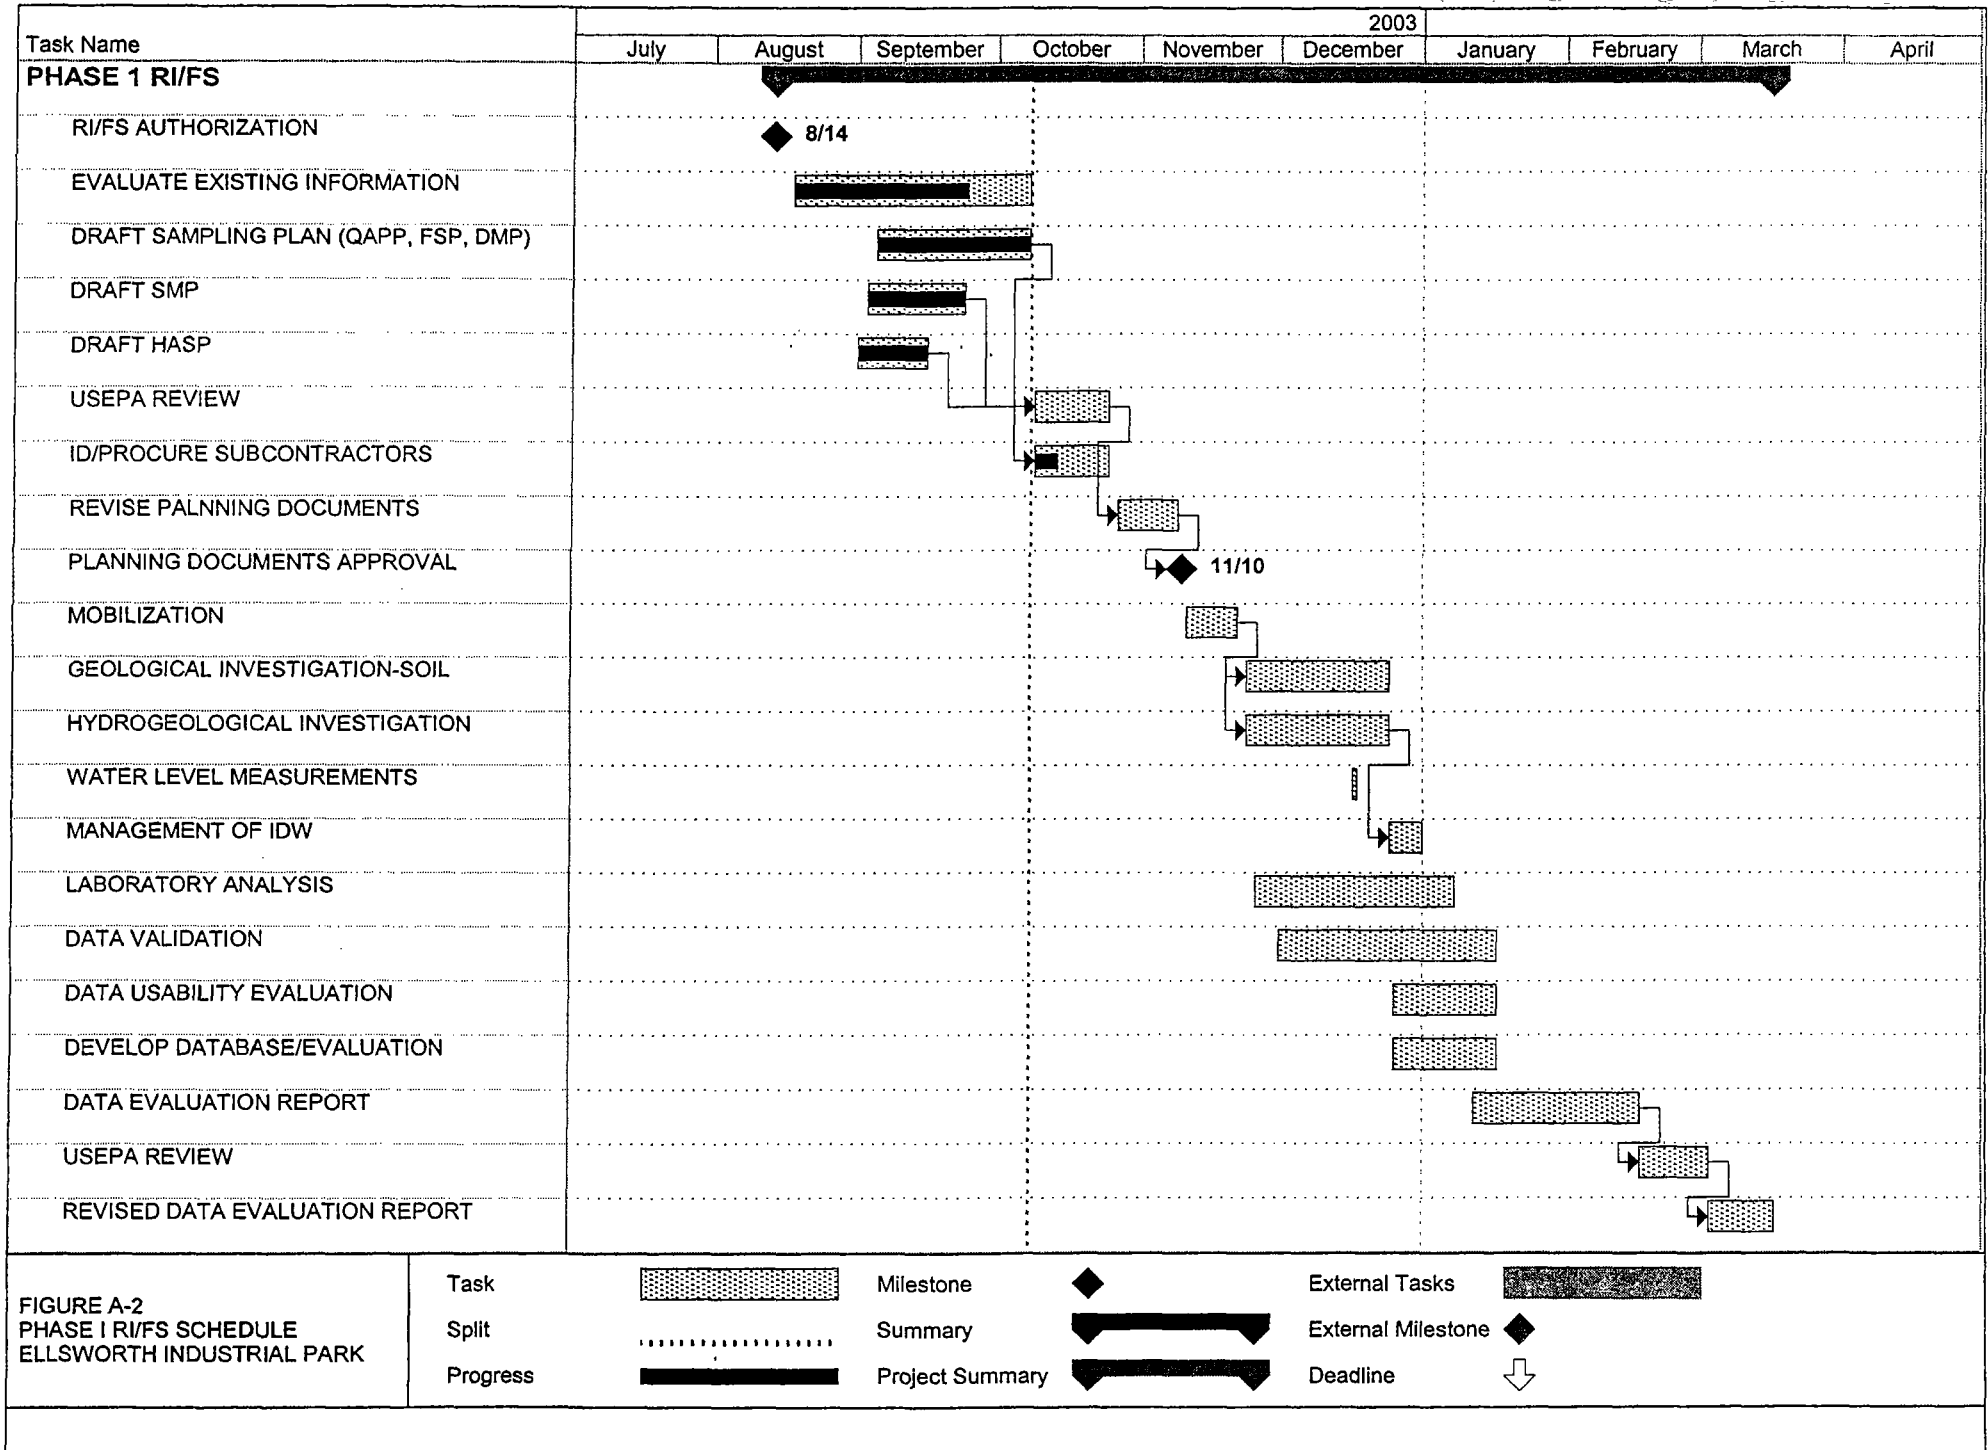 2003
Task Name
July August September October November December January February March April
PHASE 1 RI/FS
RI/FS AUTHORIZATION 8/14
EVALUATE EXISTING INFORMATION
DRAFT SAMPLING PLAN (QAPP, FSP, DMP)
DRAFT SMP
DRAFT HASP
USEPA REVIEW
ID/PROCURE SUBCONTRACTORS
REVISE PALNNING DOCUMENTS
PLANNING DOCUMENTS APPROVAL 11/10
MOBILIZATION
GEOLOGICAL INVESTIGATION-SOIL
HYDROGEOLOGICAL INVESTIGATION
WATER LEVEL MEASUREMENTS
MANAGEMENT OF IDW
LABORATORY ANALYSIS
DATA VALIDATION
DATA USABILITY EVALUATION
DEVELOP DATABASE/EVALUATION
DATA EVALUATION REPORT
USEPA REVIEW
REVISED DATA EVALUATION REPORT
FIGURE A-2
PHASE I RI/FS SCHEDULE
ELLSWORTH INDUSTRIAL PARK
Task Milestone External Tasks
Split Summary External Milestone
Progress Project Summary Deadline